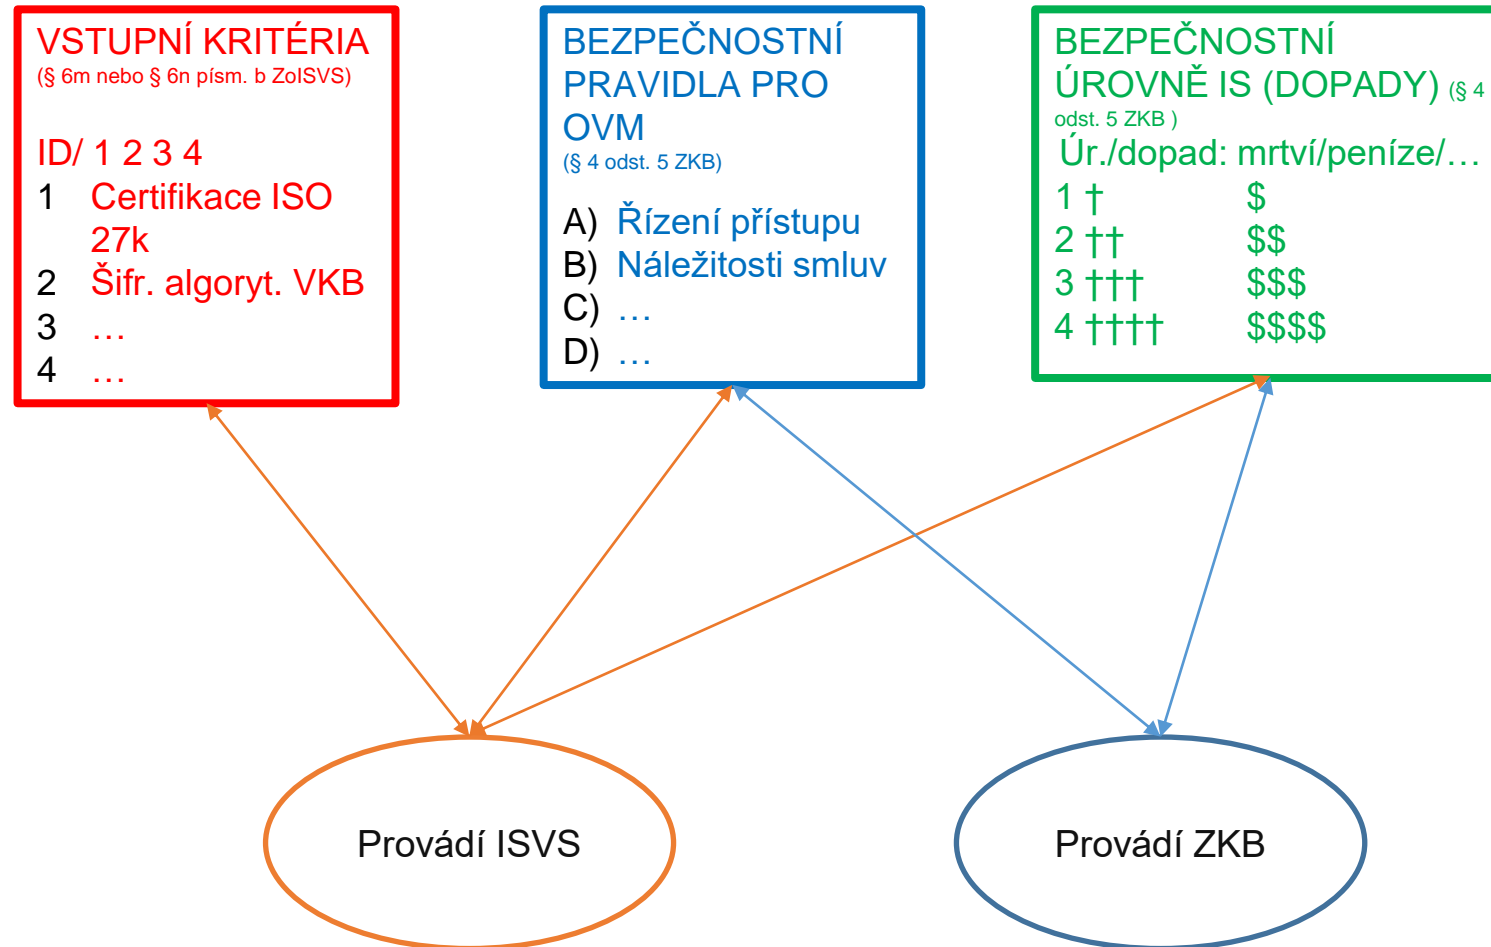 VSTUPNÍ KRITÉRIA
(§ 6m nebo § 6n písm. b ZoISVS)
ID/ 1 2 3 4
1 Certifikace ISO
27k
2 Šifr. algoryt. VKB
3 …
4 …
BEZPEČNOSTNÍ
PRAVIDLA PRO
OVM
(§ 4 odst. 5 ZKB)
A) Řízení přístupu
B) Náležitosti smluv
C) …
D) …
BEZPEČNOSTNÍ
ÚROVNĚ IS (DOPADY) (§ 4
odst. 5 ZKB )
Úr./dopad: mrtví/peníze/…
1 † $
2 †† $$
3 ††† $$$
4 †††† $$$$
Provádí ISVS
Provádí ZKB